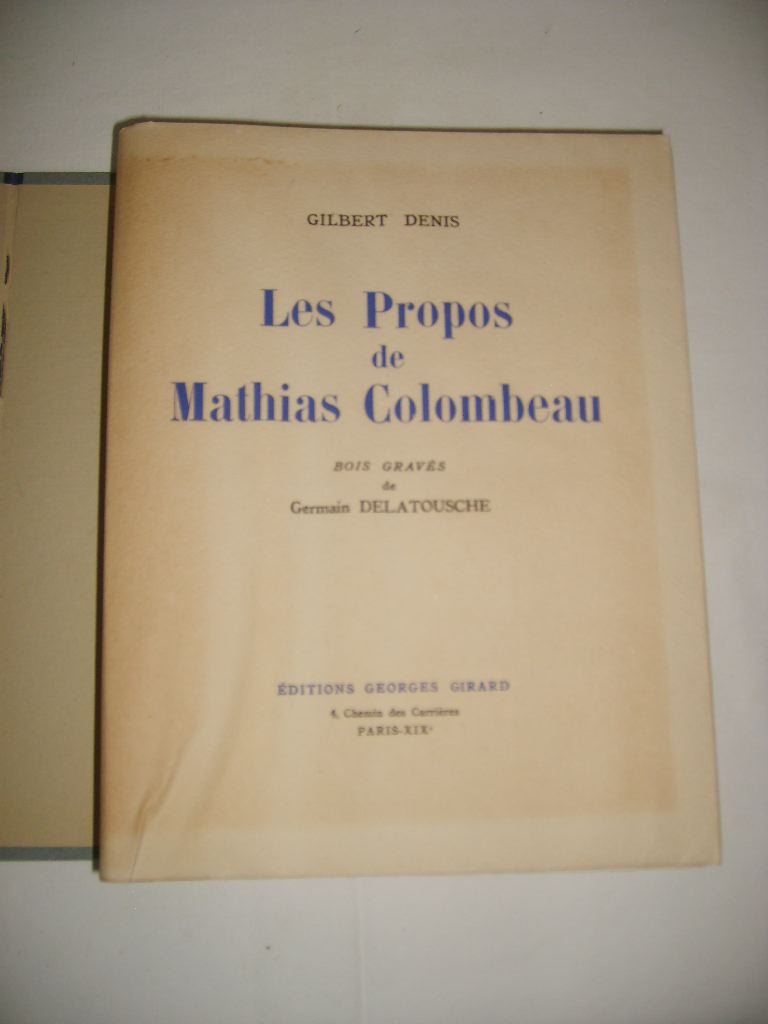 GILBERT DENIS
Les Propos
de
Mathias Colombeau
BOIS GRAVÉS
de
Germain DELATOUSCHE
ÉDITIONS GEORGES GIRARD
4, Chemin des Carrières
PARIS-XIXe